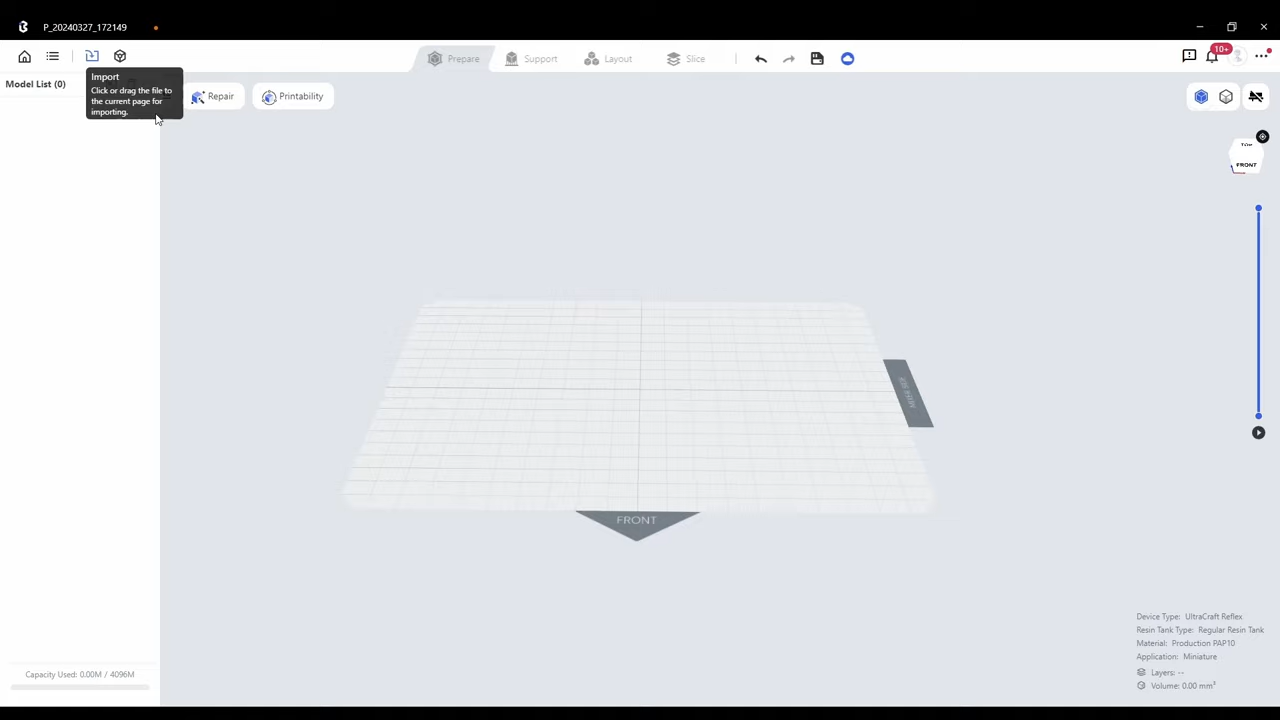 P_20240327_172149
Prepare
Support
Layout
Slice
10+
Model List (0)
Import
Click or drag the file to
the current page for
importing.
Repair
Printability
TOP
FRONT
FRONT
Device Type: UltraCraft Reflex
Resin Tank Type: Regular Resin Tank
Material: Production PAP10
Application: Miniature
Layers: --
Volume: 0.00 mm³
Capacity Used: 0.00M / 4096M